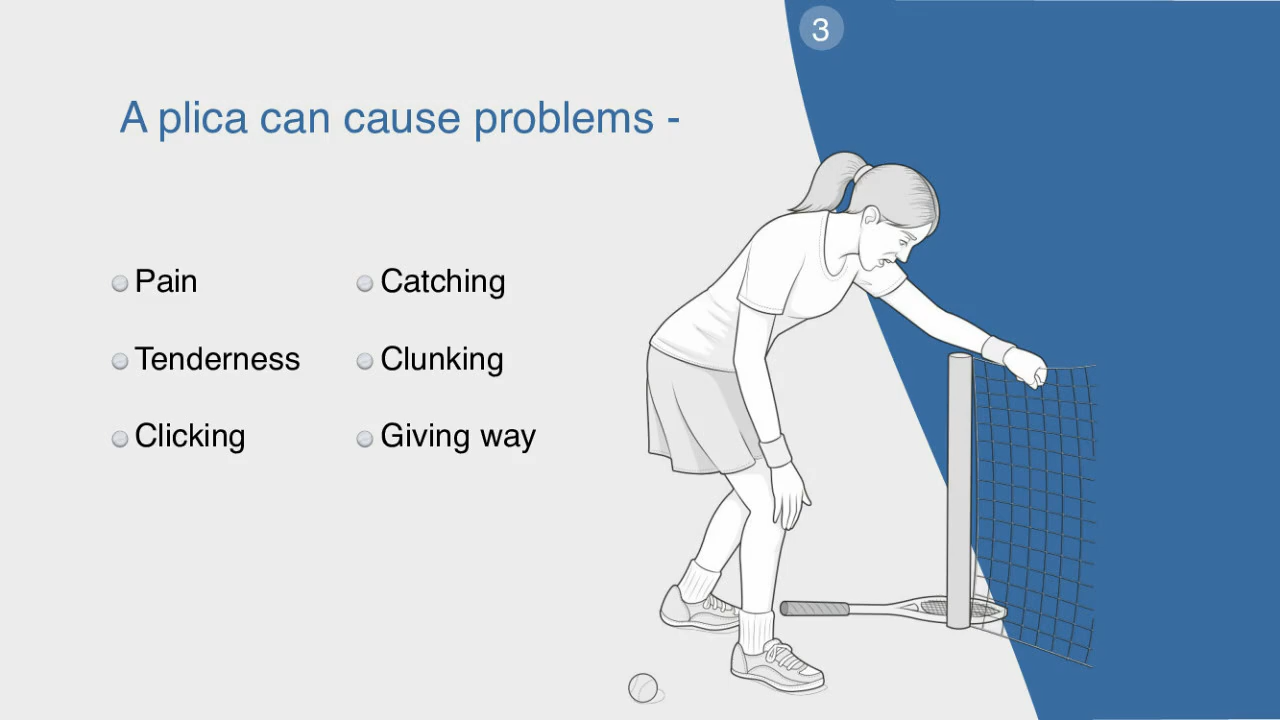 3
A plica can cause problems -
Pain
Tenderness
Clicking
Catching
Clunking
Giving way